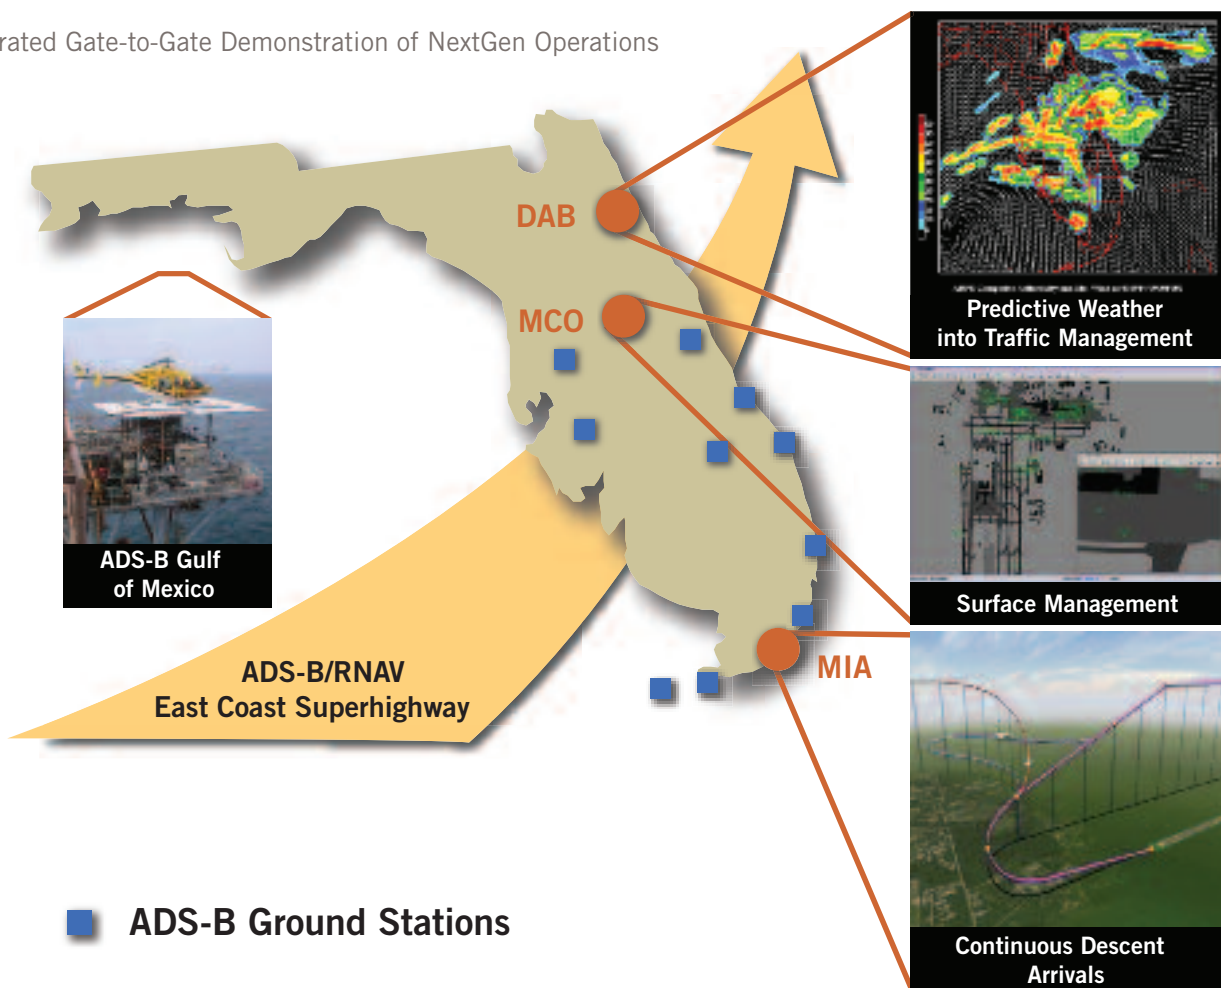 rated Gate-to-Gate Demonstration of NextGen Operations
DAB
MCO
Predictive Weather
into Traffic Management
ADS-B Gulf
of Mexico
Surface Management
ADS-B/RNAV
East Coast Superhighway
MIA
ADS-B Ground Stations
Continuous Descent
Arrivals